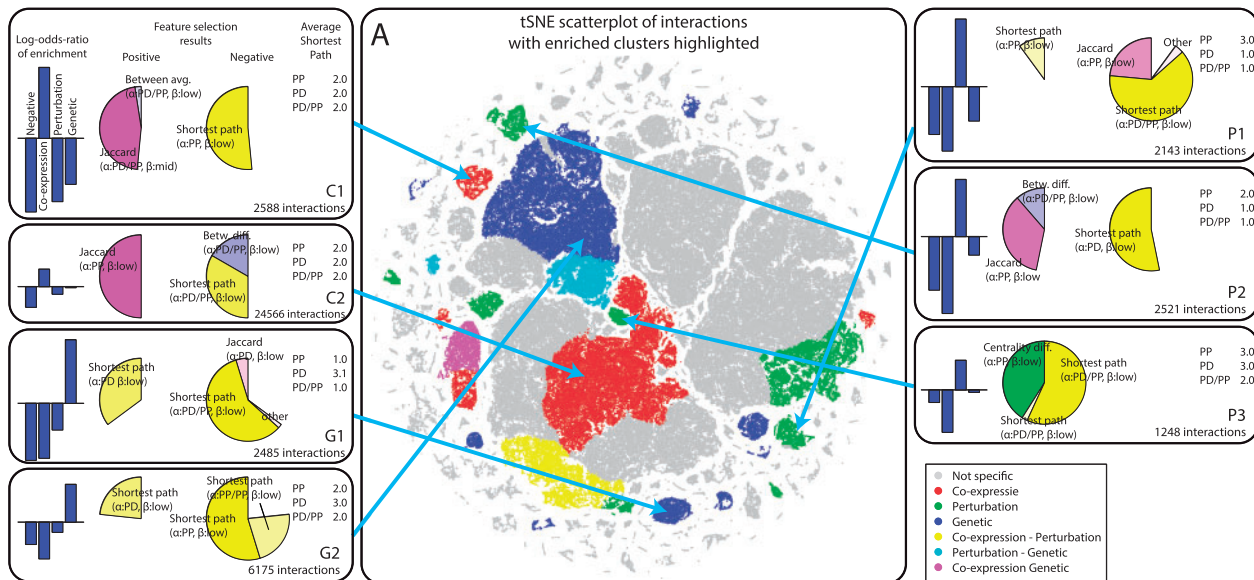 Log-odds-ratio
of enrichment
Feature selection
results
Positive
Negative
Average
Shortest
Path
Negative
Co-expression
Perturbation
Genetic
Between avg.
(α:PD/PP, β:low)
Jaccard
(α:PD/PP, β:mid)
Shortest path
(α:PP, β:low)
PP 2.0
PD 2.0
PD/PP 2.0
C1
2588 interactions
Jaccard
(α:PP, β:low)
Betw. diff.
(α:PD/PP, β:low)
Shortest path
(α:PD/PP, β:low)
PP 2.0
PD 2.0
PD/PP 2.0
C2
24566 interactions
Shortest path
(α:PD β:low)
Jaccard
(α:PD, β:low
Shortest path
(α:PD/PP, β:low)
other
PP 1.0
PD 3.1
PD/PP 1.0
G1
2485 interactions
Shortest path
(α:PD, β:low)
Shortest path
(α:PP/PP, β:low)
Shortest path
(α:PP, β:low)
PP 2.0
PD 3.0
PD/PP 2.0
G2
6175 interactions
A
tSNE scatterplot of interactions
with enriched clusters highlighted
Shortest path
(α:PP, β:low)
Jaccard
(α:PP, β:low)
Other
Shortest path
(α:PD/PP, β:low)
PP 3.0
PD 1.0
PD/PP 1.0
P1
2143 interactions
Betw. diff.
(α:PD/PP, β:low)
Jaccard
(α:PP, β:low
Shortest path
(α:PD, β:low)
PP 2.0
PD 1.0
PD/PP 1.0
P2
2521 interactions
Centrality diff.
(α:PP, β:low)
Shortest path
(α:PD/PP, β:low)
Shortest path
(α:PD/PP, β:low)
PP 3.0
PD 3.0
PD/PP 2.0
P3
1248 interactions
Not specific
Co-expressie
Perturbation
Genetic
Co-expression - Perturbation
Perturbation - Genetic
Co-expression Genetic